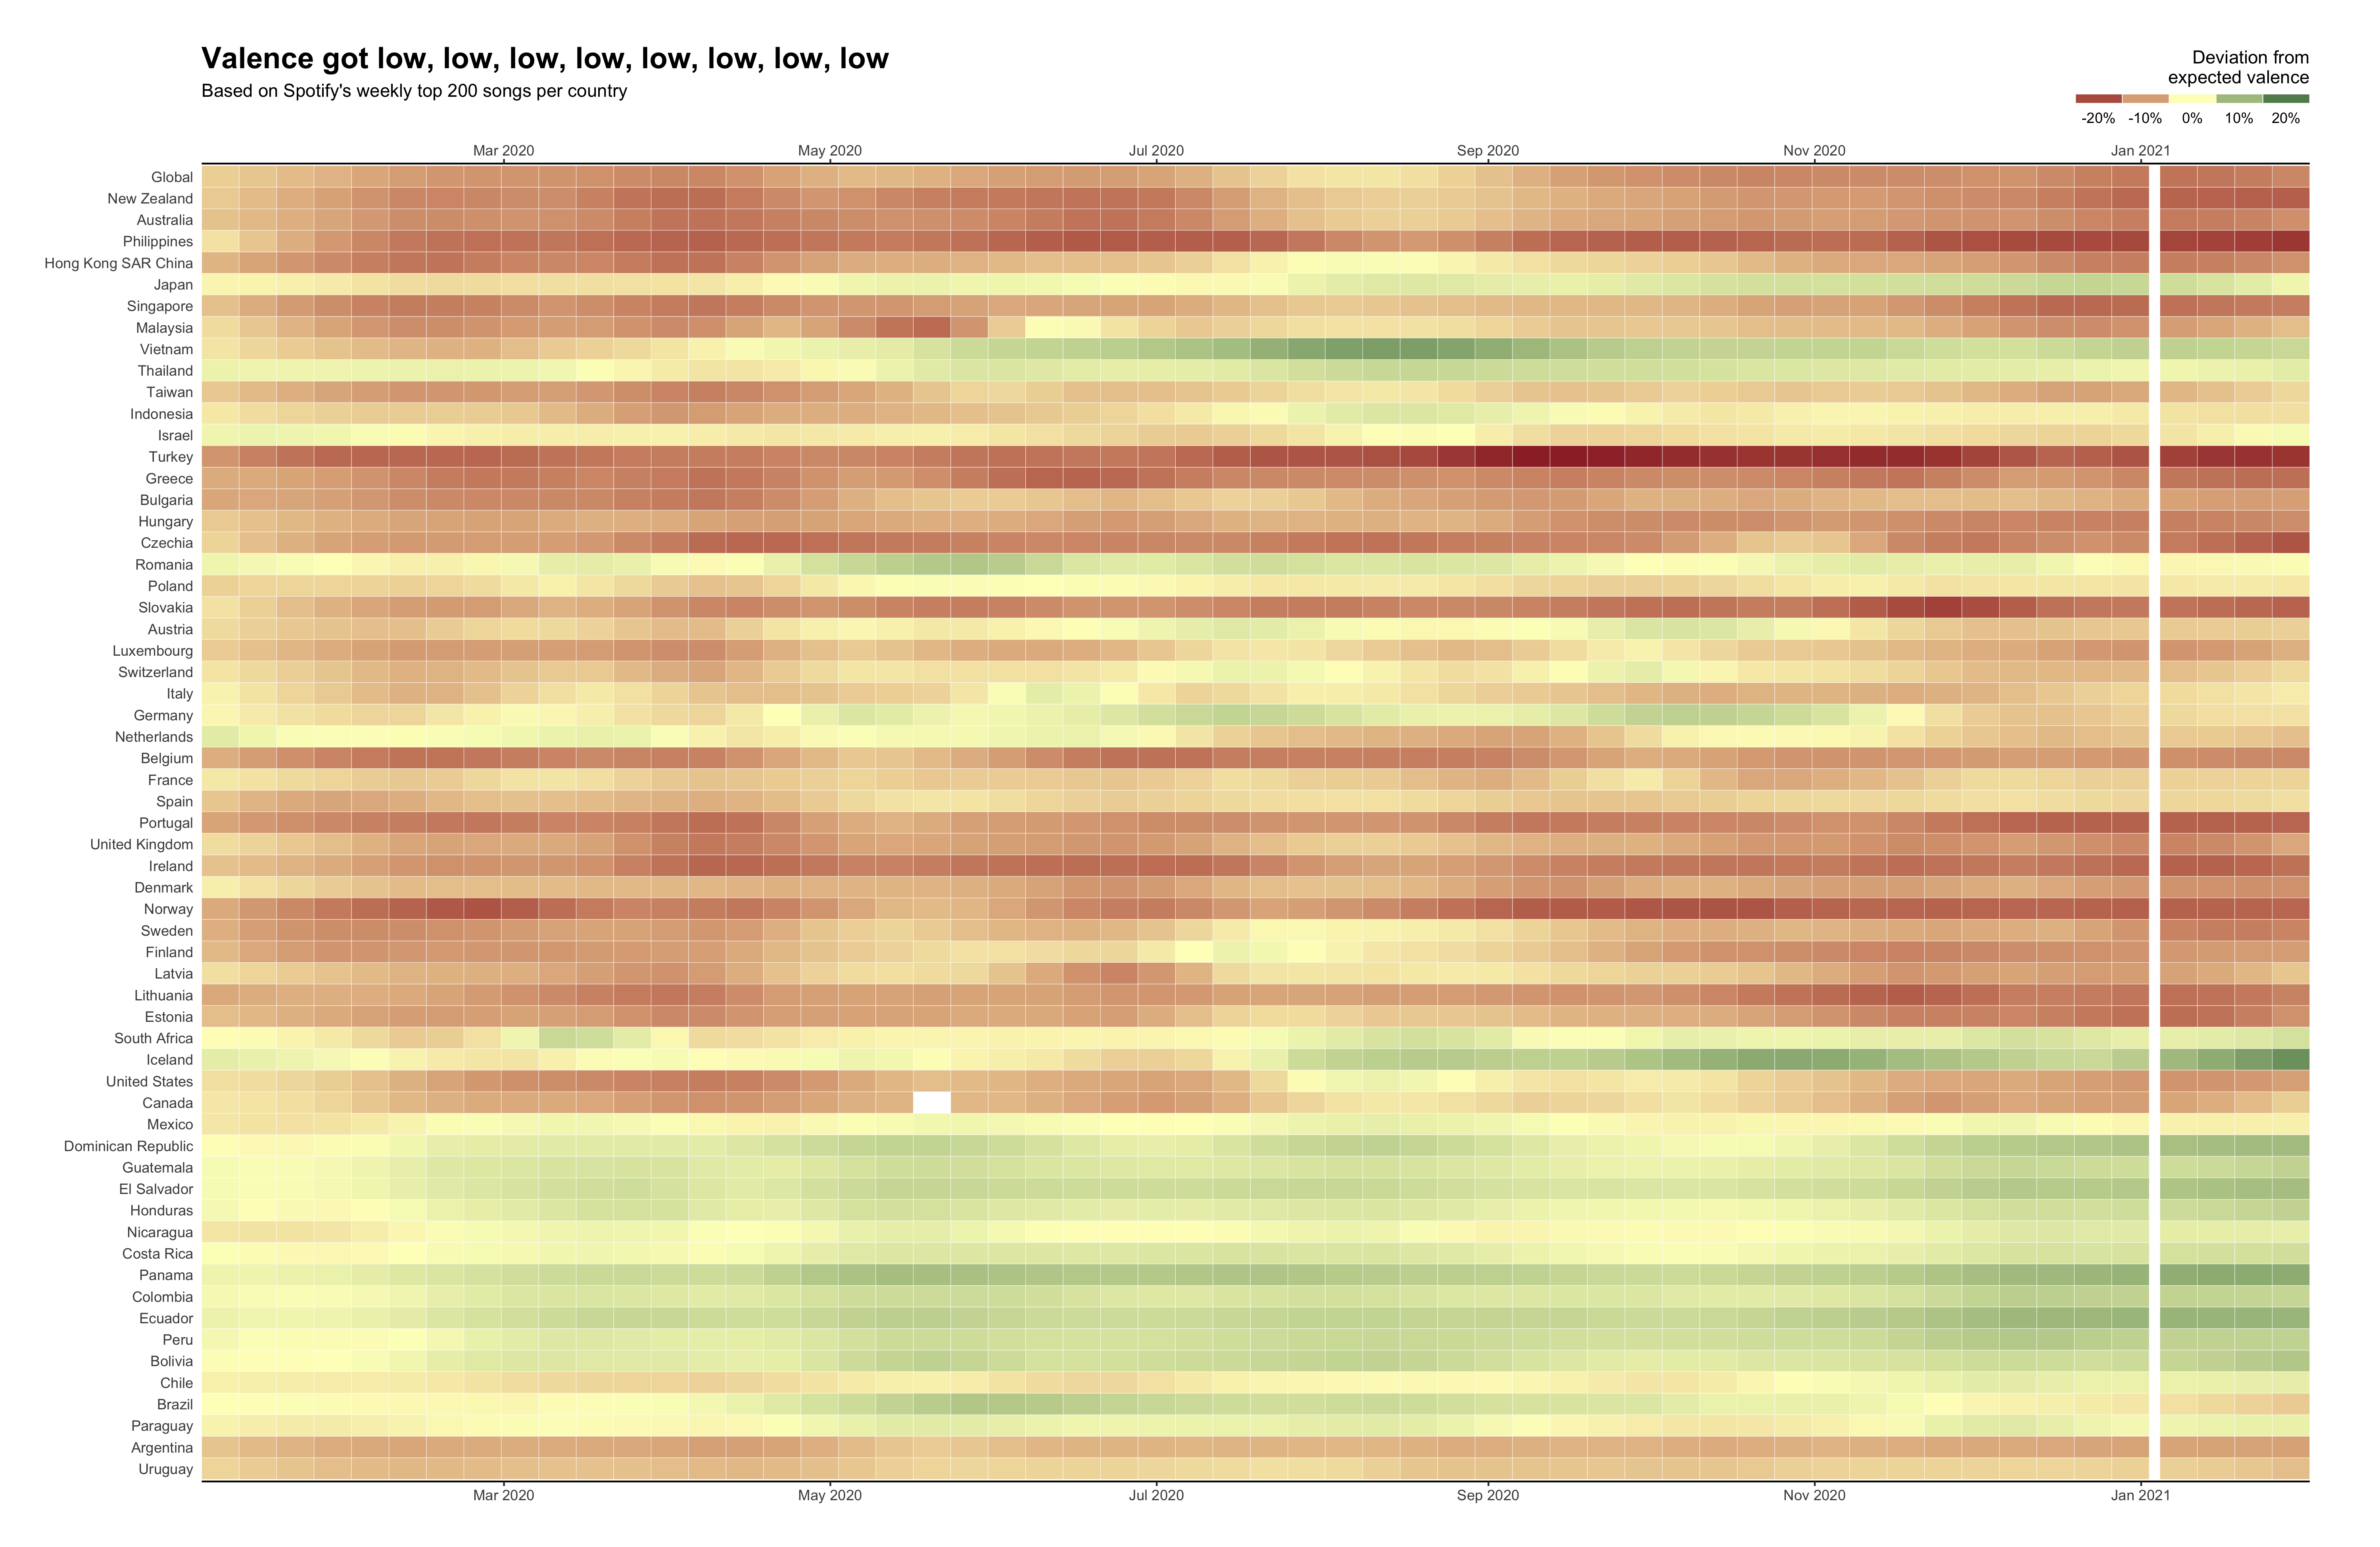 Valence got low, low, low, low, low, low, low, low
Based on Spotify's weekly top 200 songs per country
Deviation from
expected valence
-20% -10% 0% 10% 20%
Mar 2020 May 2020 Jul 2020 Sep 2020 Nov 2020 Jan 2021
Global
New Zealand
Australia
Philippines
Hong Kong SAR China
Japan
Singapore
Malaysia
Vietnam
Thailand
Taiwan
Indonesia
Israel
Turkey
Greece
Bulgaria
Hungary
Czechia
Romania
Poland
Slovakia
Austria
Luxembourg
Switzerland
Italy
Germany
Netherlands
Belgium
France
Spain
Portugal
United Kingdom
Ireland
Denmark
Norway
Sweden
Finland
Latvia
Lithuania
Estonia
South Africa
Iceland
United States
Canada
Mexico
Dominican Republic
Guatemala
El Salvador
Honduras
Nicaragua
Costa Rica
Panama
Colombia
Ecuador
Peru
Bolivia
Chile
Brazil
Paraguay
Argentina
Uruguay
Mar 2020 May 2020 Jul 2020 Sep 2020 Nov 2020 Jan 2021